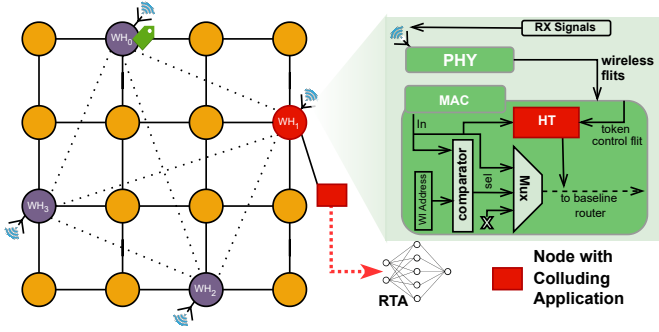 WH0
WH1
WH3
WH2
RX Signals
PHY
wireless
flits
MAC
In
HT
token
control flit
WI Address
comparator
sel
Mux
X
to baseline
router
RTA
Node with
Colluding
Application